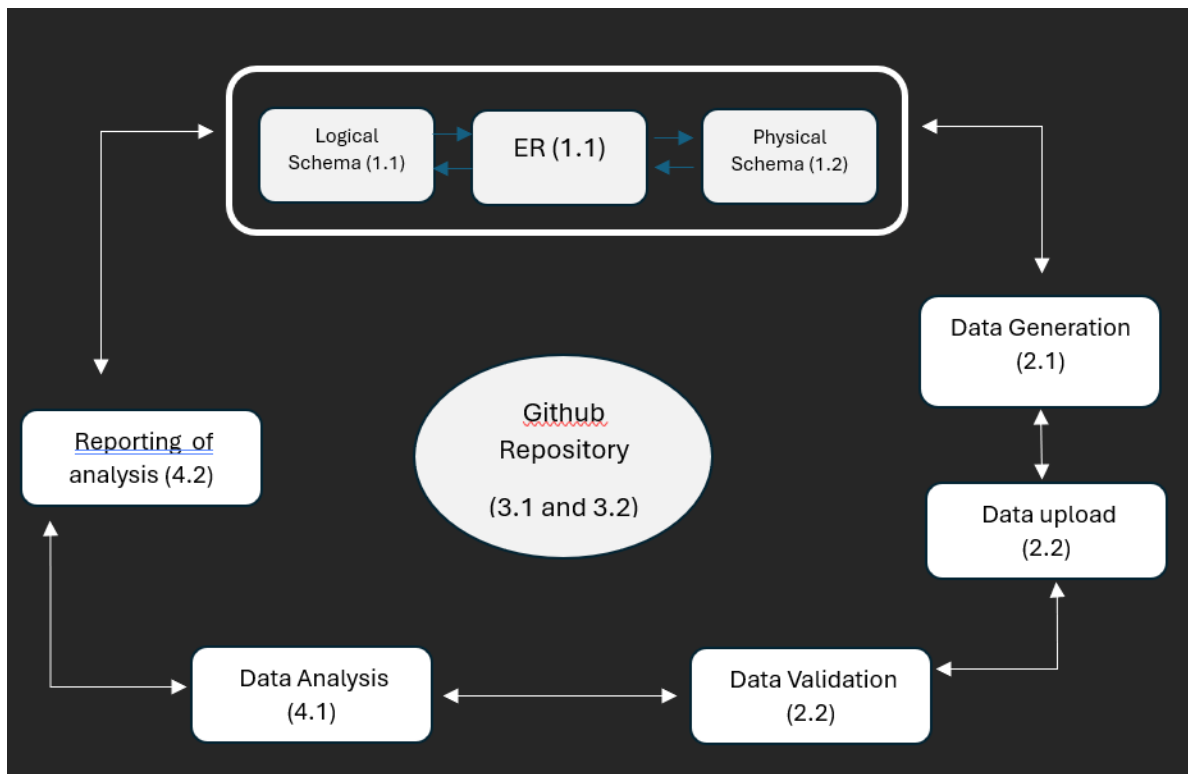 Logical
Schema (1.1)
ER (1.1)
Physical
Schema (1.2)
Data Generation
(2.1)
Github
Repository
(3.1 and 3.2)
Reporting of
analysis (4.2)
Data upload
(2.2)
Data Analysis
(4.1)
Data Validation
(2.2)